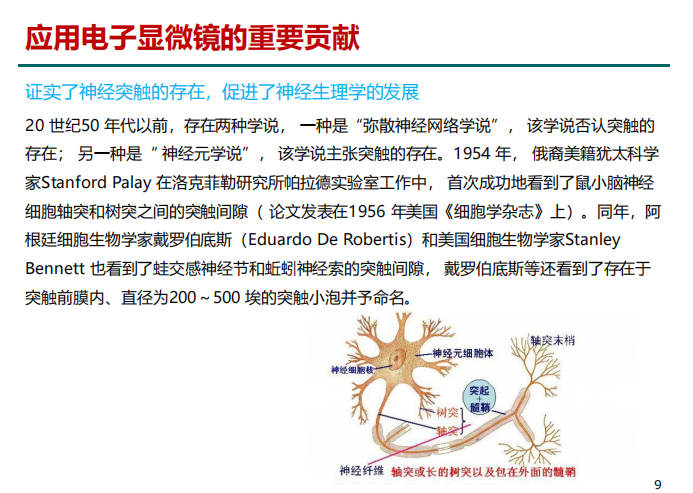 应用电子显微镜的重要贡献
证实了神经突触的存在，促进了神经生理学的发展
20 世纪50 年代以前，存在两种学说， 一种是“弥散神经网络学说”， 该学说否认突触的
存在； 另一种是“ 神经元学说”， 该学说主张突触的存在。1954 年， 俄裔美籍犹太科学
家Stanford Palay 在洛克菲勒研究所帕拉德实验室工作中， 首次成功地看到了鼠小脑神经
细胞轴突和树突之间的突触间隙（ 论文发表在1956 年美国《细胞学杂志》上）。同年，阿
根廷细胞生物学家戴罗伯底斯（Eduardo De Robertis）和美国细胞生物学家Stanley
Bennett 也看到了蛙交感神经节和蚯蚓神经索的突触间隙， 戴罗伯底斯等还看到了存在于
突触前膜内、直径为200～500 埃的突触小泡并予命名。
轴突末梢
神经元细胞体
神经细胞核
突起
+
髓鞘
树突
轴突
神经纤维
轴突或长的树突以及包在外面的髓鞘
9